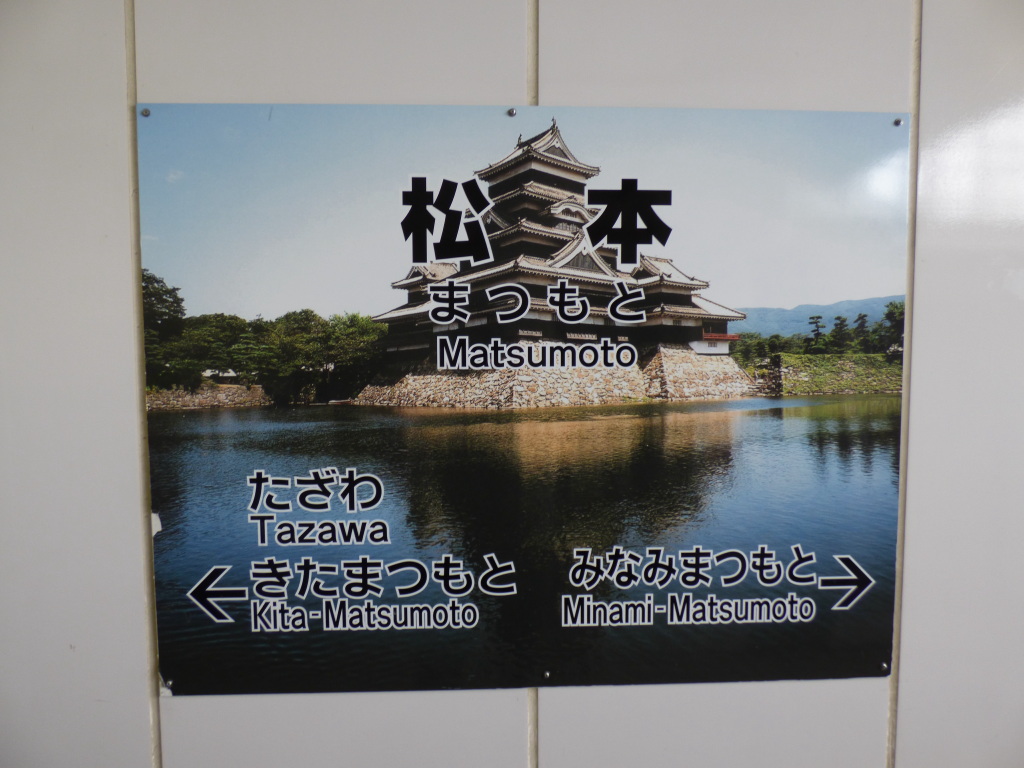 松本
まつもと
Matsumoto
たざわ
Tazawa
← きたまつもと
Kita-Matsumoto
みなみまつもと →
Minami-Matsumoto